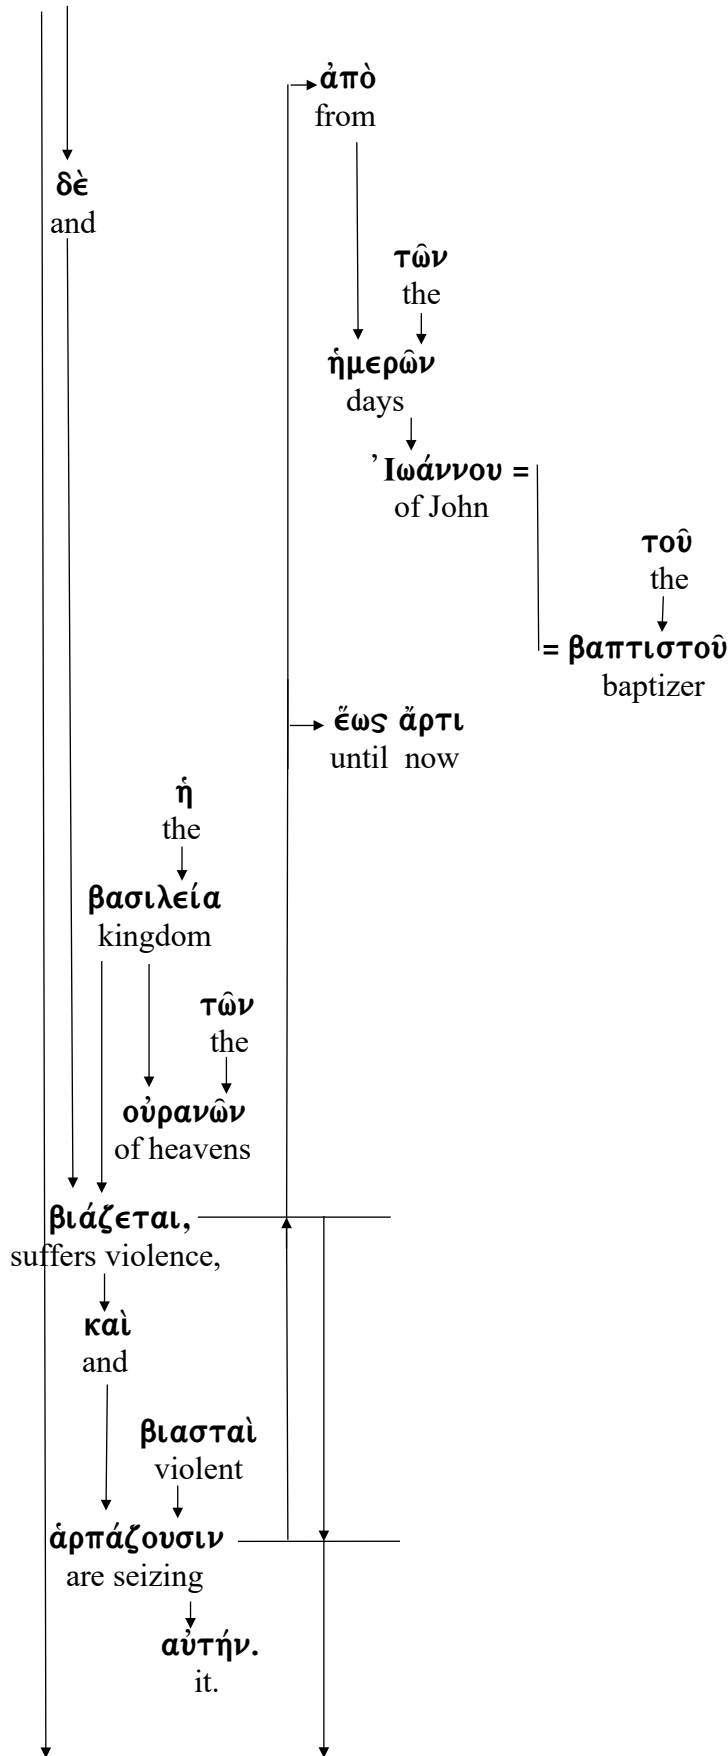 ἀπὸ
from
δὲ
and
τῶν
the
ἡμερῶν
days
Ἰωάννου =
of John
τοῦ
the
= βαπτιστοῦ
baptizer
ἕως ἄρτι
until now
ἡ
the
βασιλεία
kingdom
τῶν
the
οὐρανῶν
of heavens
βιάζεται,
suffers violence,
καὶ
and
βιασταὶ
violent
ἁρπάζουσιν
are seizing
αὐτήν.
it.